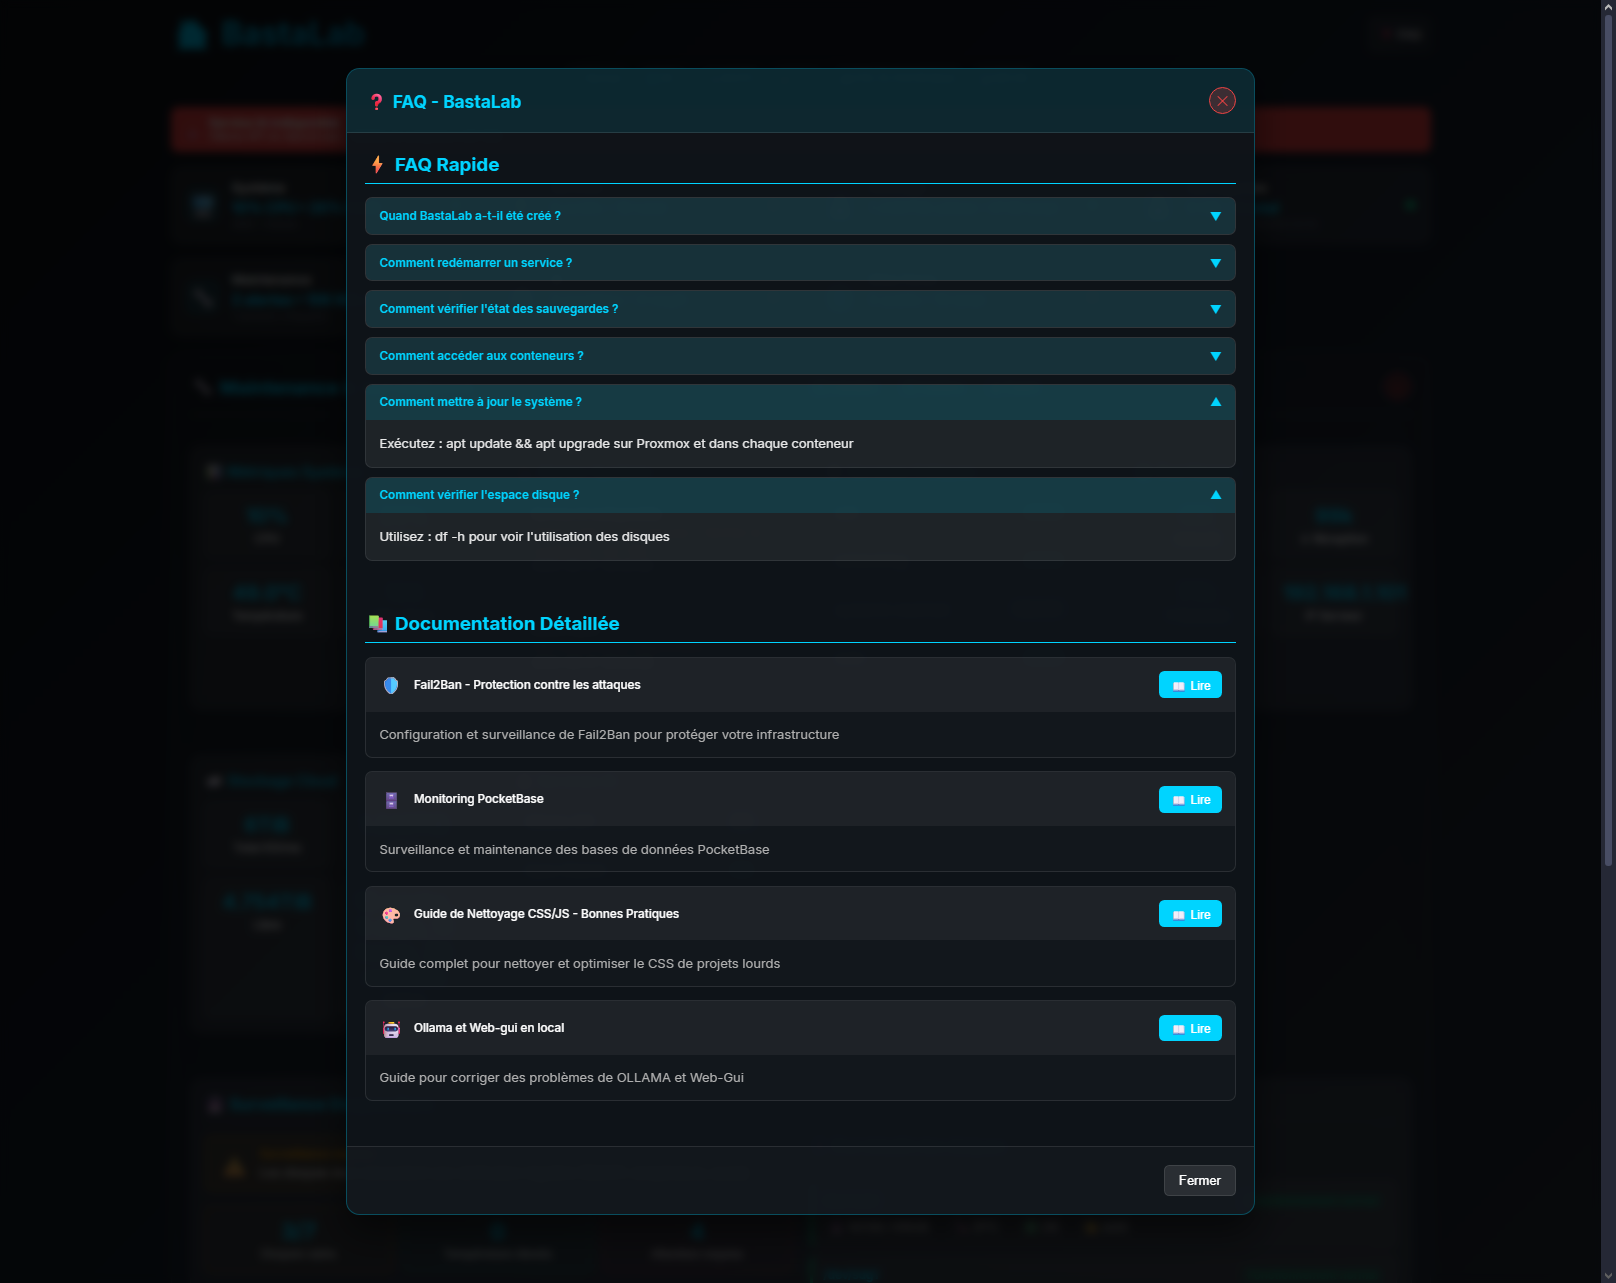 BastaLab
FAQ - BastaLab
FAQ Rapide
Quand BastaLab a-t-il été créé ?
Comment redémarrer un service ?
Comment vérifier l'état des sauvegardes ?
Comment accéder aux conteneurs ?
Comment mettre à jour le système ?
Exécutez : apt update && apt upgrade sur Proxmox et dans chaque conteneur
Comment vérifier l'espace disque ?
Utilisez : df -h pour voir l'utilisation des disques
Documentation Détaillée
Fail2Ban - Protection contre les attaques
Lire
Configuration et surveillance de Fail2Ban pour protéger votre infrastructure
Monitoring PocketBase
Lire
Surveillance et maintenance des bases de données PocketBase
Guide de Nettoyage CSS/JS - Bonnes Pratiques
Lire
Guide complet pour nettoyer et optimiser le CSS de projets lourds
Ollama et Web-gui en local
Lire
Guide pour corriger des problèmes de OLLAMA et Web-Gui
Fermer